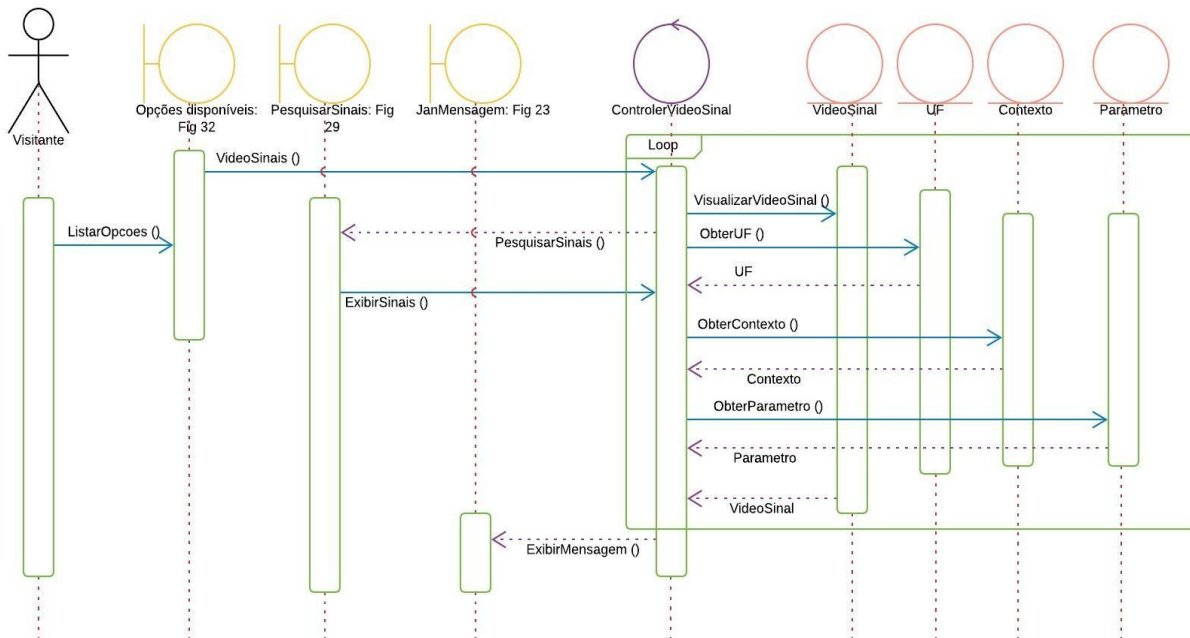 Visitante
Opções disponíveis:
Fig 32
PesquisarSinais: Fig
29
JanMensagem: Fig 23
ControlerVideoSinal
VideoSinal
UF
Contexto
Parametro
Loop
VideoSinais ()
VisualizarVideoSinal ()
ListarOpcoes ()
PesquisarSinais ()
ObterUF ()
UF
ExibirSinais ()
ObterContexto ()
Contexto
ObterParametro ()
Parametro
VideoSinal
ExibirMensagem ()